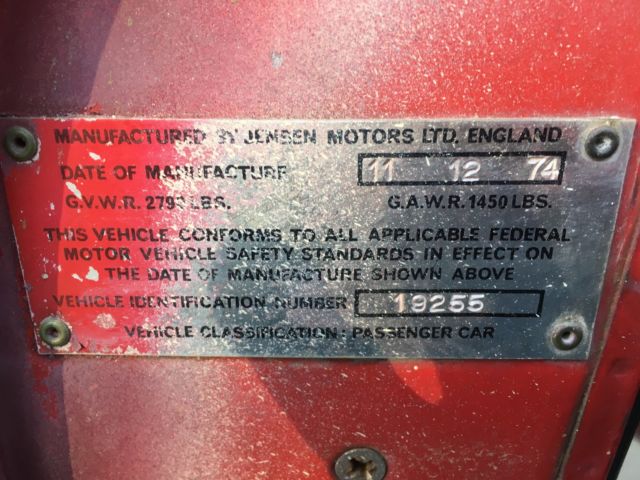 MANUFACTURED BY JENSEN MOTORS LTD. ENGLAND
DATE OF MANUFACTURE 11 12 74
G.V.W.R. LBS. G.A.W.R. 1450 LBS.
THIS VEHICLE CONFORMS TO ALL APPLICABLE FEDERAL
MOTOR VEHICLE SAFETY STANDARDS IN EFFECT ON
THE DATE OF MANUFACTURE SHOWN ABOVE
VEHICLE IDENTIFICATION NUMBER 19255
VEHICLE CLASSIFICATION: PASSENGER CAR